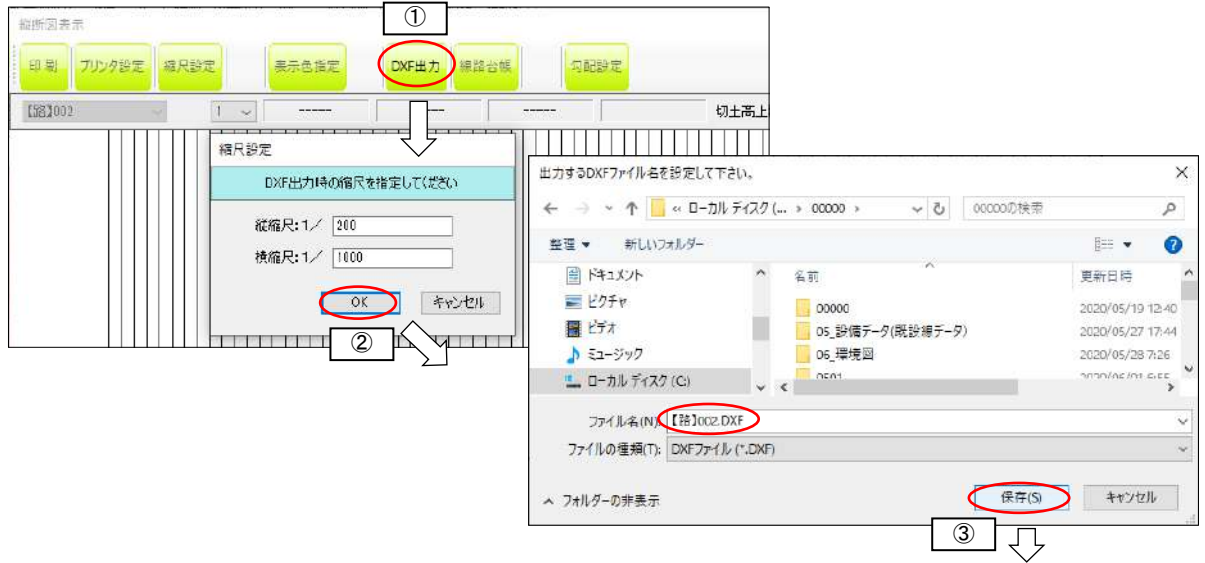 ①
縦断図表示
印 刷 プリンタ設定 縮尺設定 表示色指定 DXF出力 線路台帳 勾配設定
【路】002 1 ----- ----- ----- 切土高上
縮尺設定
DXF出力時の縮尺を指定してください
縦縮尺:1/ 200
横縮尺:1/ 1000
OK キャンセル
②
出力するDXFファイル名を設定して下さい。
« ローカル ディスク (... › 00000 › 00000の検索
整理 新しいフォルダー
ドキュメント
ピクチャ
ビデオ
ミュージック
ローカル ディスク (C:)
名前 更新日時
00000 2020/05/19 12:40
05_設備データ(既設線データ) 2020/05/27 17:44
06_環境図 2020/05/28 7:26
0501 2020/06/01 6:55
ファイル名(N): 【路】002.DXF
ファイルの種類(T): DXFファイル (*.DXF)
フォルダーの非表示 保存(S) キャンセル
③